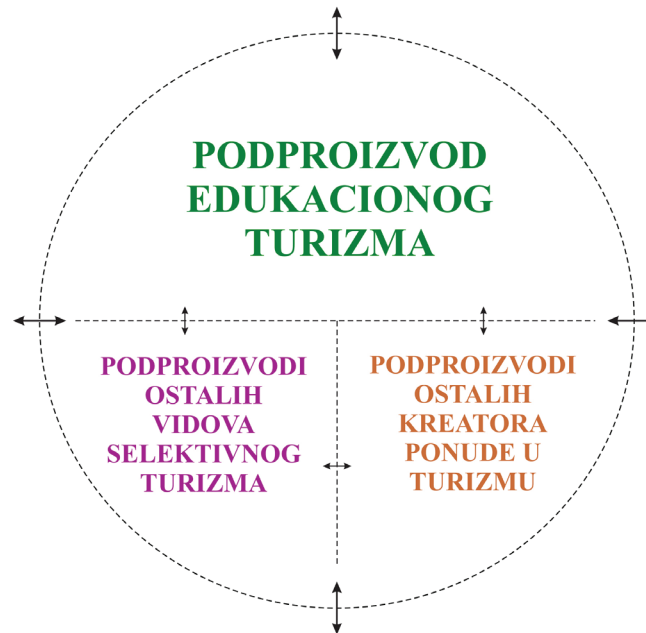 PODPROIZVOD
EDUKACIONOG
TURIZMA
PODPROIZVODI
OSTALIH
VIDOVA
SELEKTIVNOG
TURIZMA
PODPROIZVODI
OSTALIH
KREATORA
PONUDE U
TURIZMU